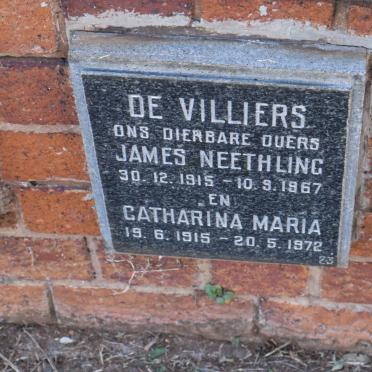 DE VILLIERS
ONS DIERBARE OUERS
JAMES NEETHLING
30.12.1915 - 10.9.1967
EN
CATHARINA MARIA
19.6.1915 - 20.5.1972
23